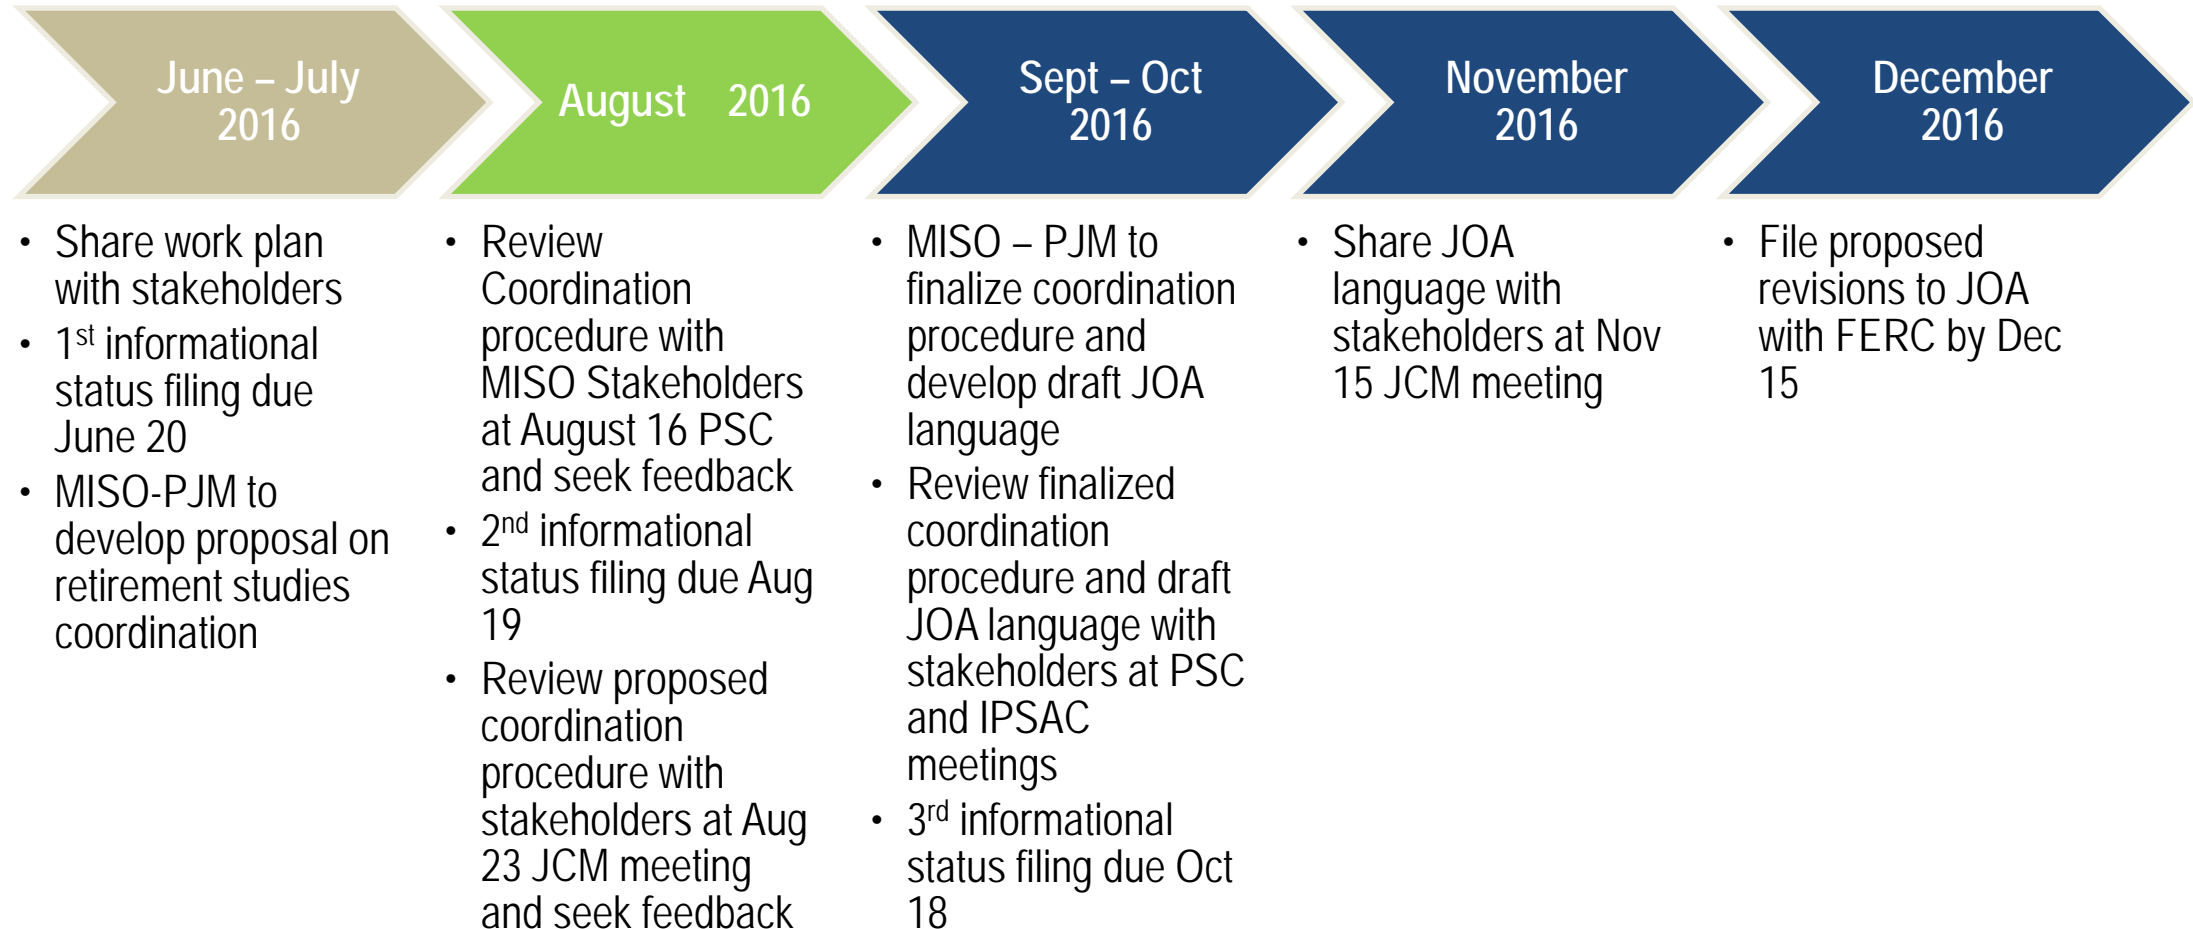 June – July
2016
August 2016
Sept – Oct
2016
November
2016
December
2016
• Share work plan
with stakeholders
• 1st informational
status filing due
June 20
• MISO-PJM to
develop proposal on
retirement studies
coordination
• Review
Coordination
procedure with
MISO Stakeholders
at August 16 PSC
and seek feedback
• 2nd informational
status filing due Aug
19
• Review proposed
coordination
procedure with
stakeholders at Aug
23 JCM meeting
and seek feedback
• MISO – PJM to
finalize coordination
procedure and
develop draft JOA
language
• Review finalized
coordination
procedure and draft
JOA language with
stakeholders at PSC
and IPSAC
meetings
• 3rd informational
status filing due Oct
18
• Share JOA
language with
stakeholders at Nov
15 JCM meeting
• File proposed
revisions to JOA
with FERC by Dec
15